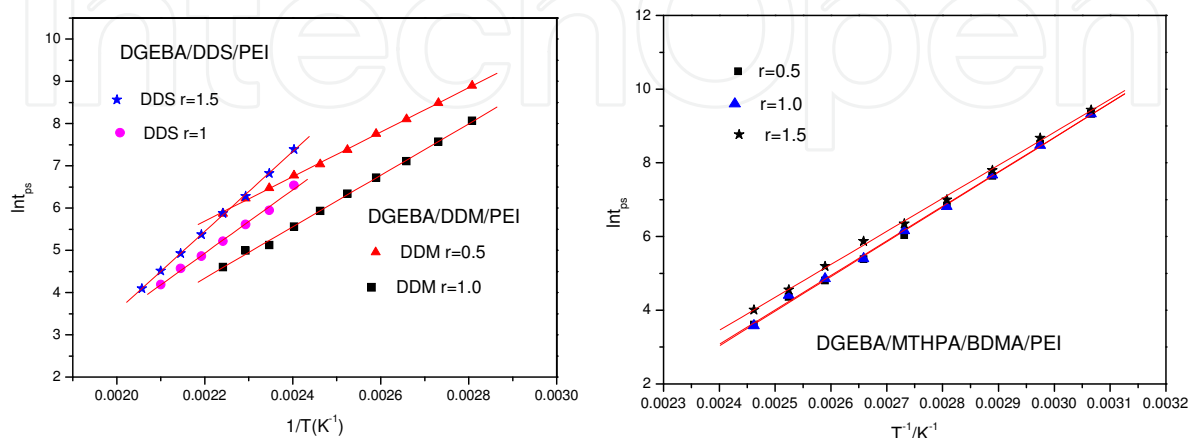 IntechOpen
10
9
8
7
6
5
4
3
2
lnt_ps
DGEBA/DDS/PEI
DDS r=1.5
DDS r=1
DGEBA/DDM/PEI
DDM r=0.5
DDM r=1.0
0.0020 0.0022 0.0024 0.0026 0.0028 0.0030
1/T(K^-1)
12
10
8
6
4
2
lnt_ps
r=0.5
r=1.0
r=1.5
DGEBA/MTHPA/BDMA/PEI
0.0023 0.0024 0.0025 0.0026 0.0027 0.0028 0.0029 0.0030 0.0031 0.0032
T^-1/K^-1